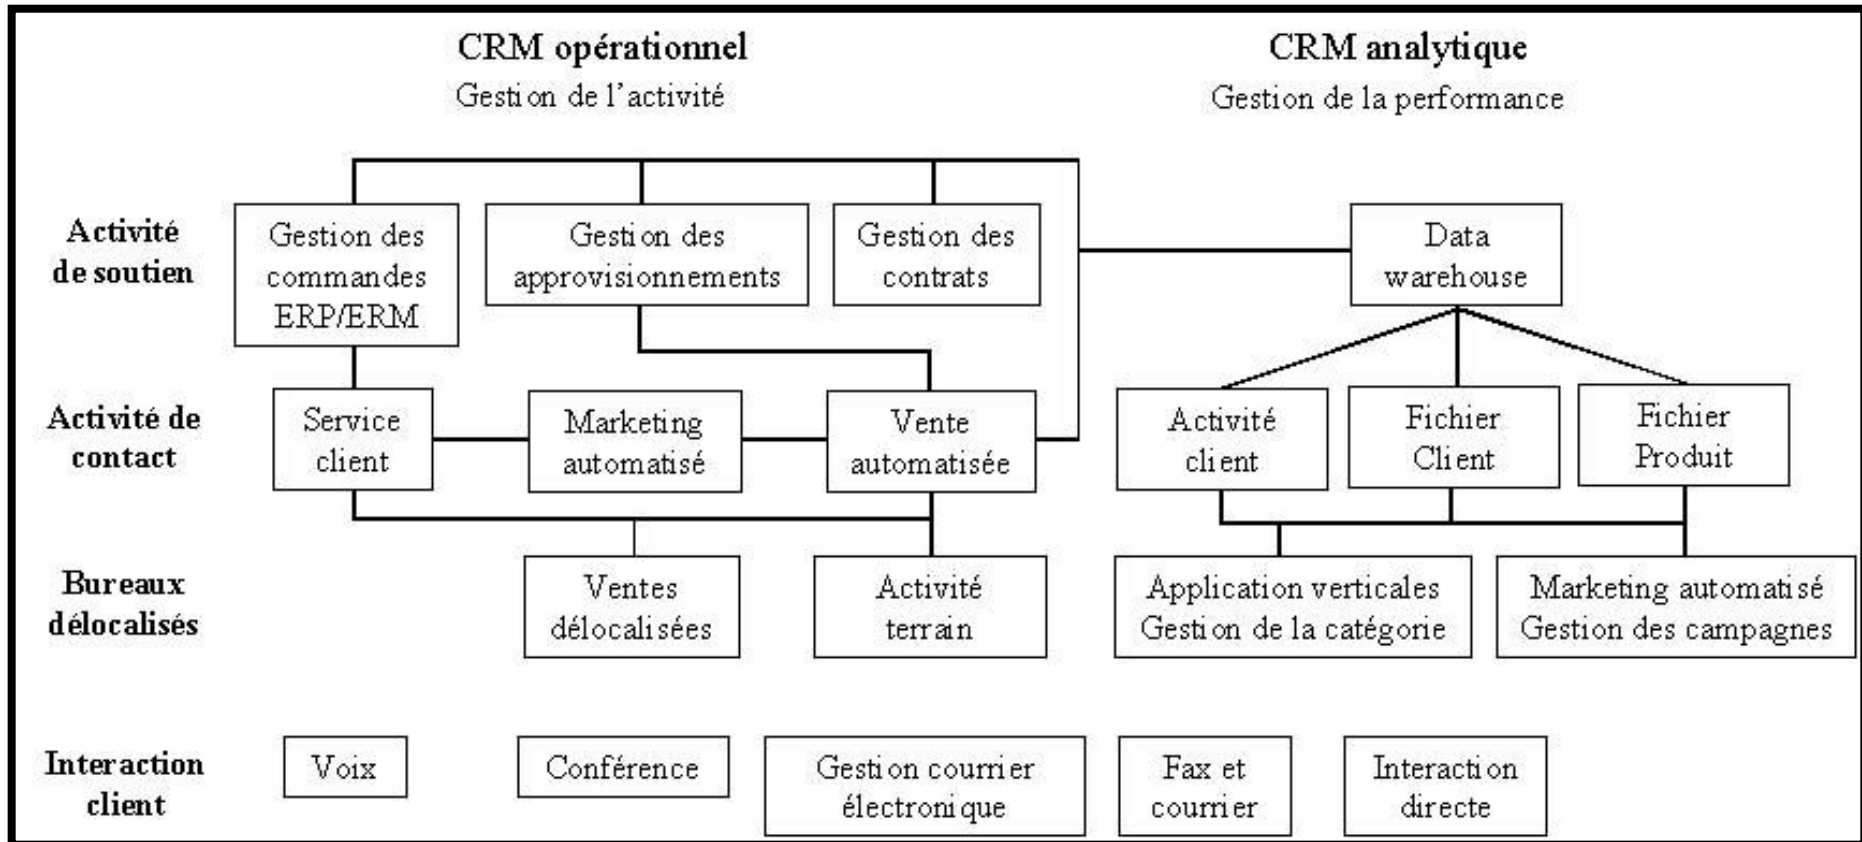 CRM opérationnel
Gestion de l'activité
CRM analytique
Gestion de la performance
Activité
de soutien
Gestion des
commandes
ERP/ERM
Gestion des
approvisionnements
Gestion des
contrats
Data
warehouse
Activité de
contact
Service
client
Marketing
automatisé
Vente
automatisée
Activité
client
Fichier
Client
Fichier
Produit
Bureaux
délocalisés
Ventes
délocalisées
Activité
terrain
Application verticales
Gestion de la catégorie
Marketing automatisé
Gestion des campagnes
Interaction
client
Voix
Conférence
Gestion courrier
électronique
Fax et
courrier
Interaction
directe